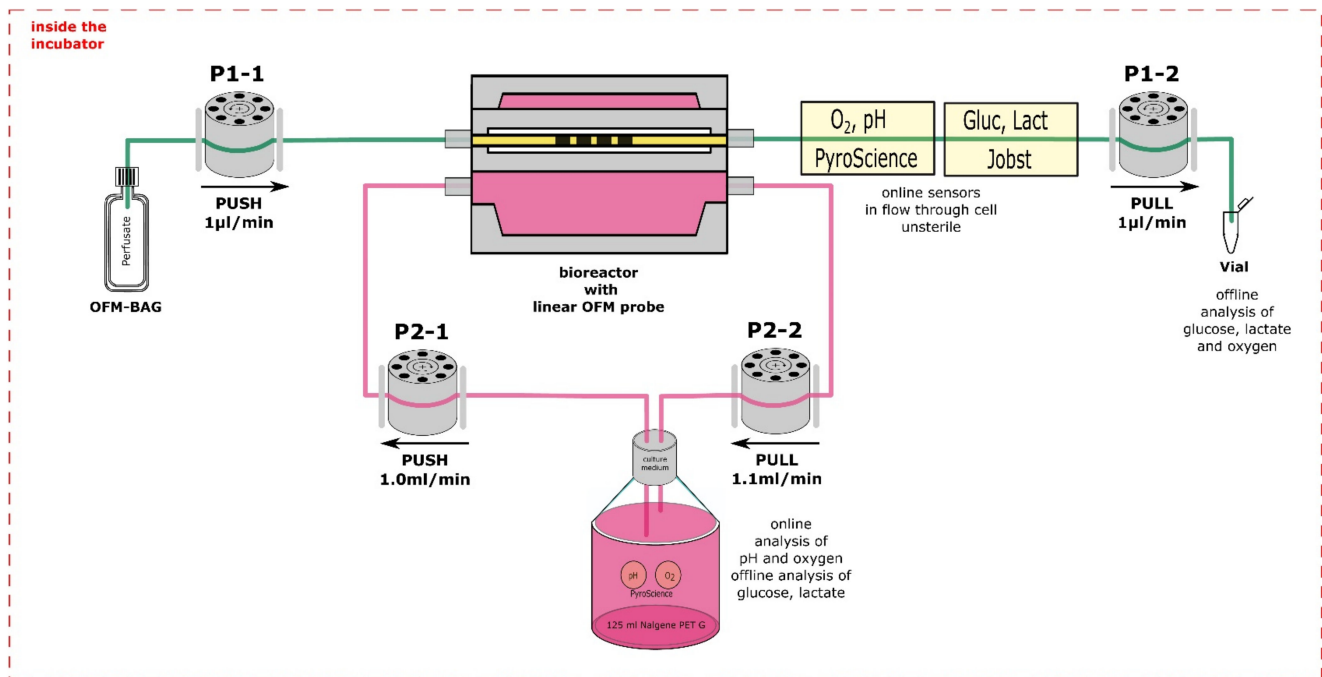 inside the
incubator
P1-1
PUSH
1µl/min
Perfusate
OFM-BAG
bioreactor
with
linear OFM probe
O2, pH
PyroScience
Gluc, Lact
Jobst
online sensors
in flow through cell
unsterile
P1-2
PULL
1µl/min
Vial
offline
analysis of
glucose, lactate
and oxygen
P2-1
PUSH
1.0ml/min
P2-2
PULL
1.1ml/min
culture
medium
pH
O2
PyroScience
125 ml Nalgene PET G
online
analysis of
pH and oxygen
offline analysis of
glucose, lactate